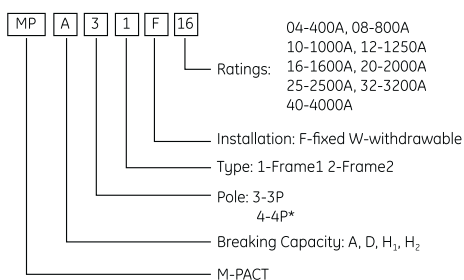 MP A 3 1 F 16
04-400A, 08-800A
10-1000A, 12-1250A
Ratings: 16-1600A, 20-2000A
25-2500A, 32-3200A
40-4000A
Installation: F-fixed W-withdrawable
Type: 1-Frame1 2-Frame2
Pole: 3-3P
4-4P*
Breaking Capacity: A, D, H₁, H₂
M-PACT